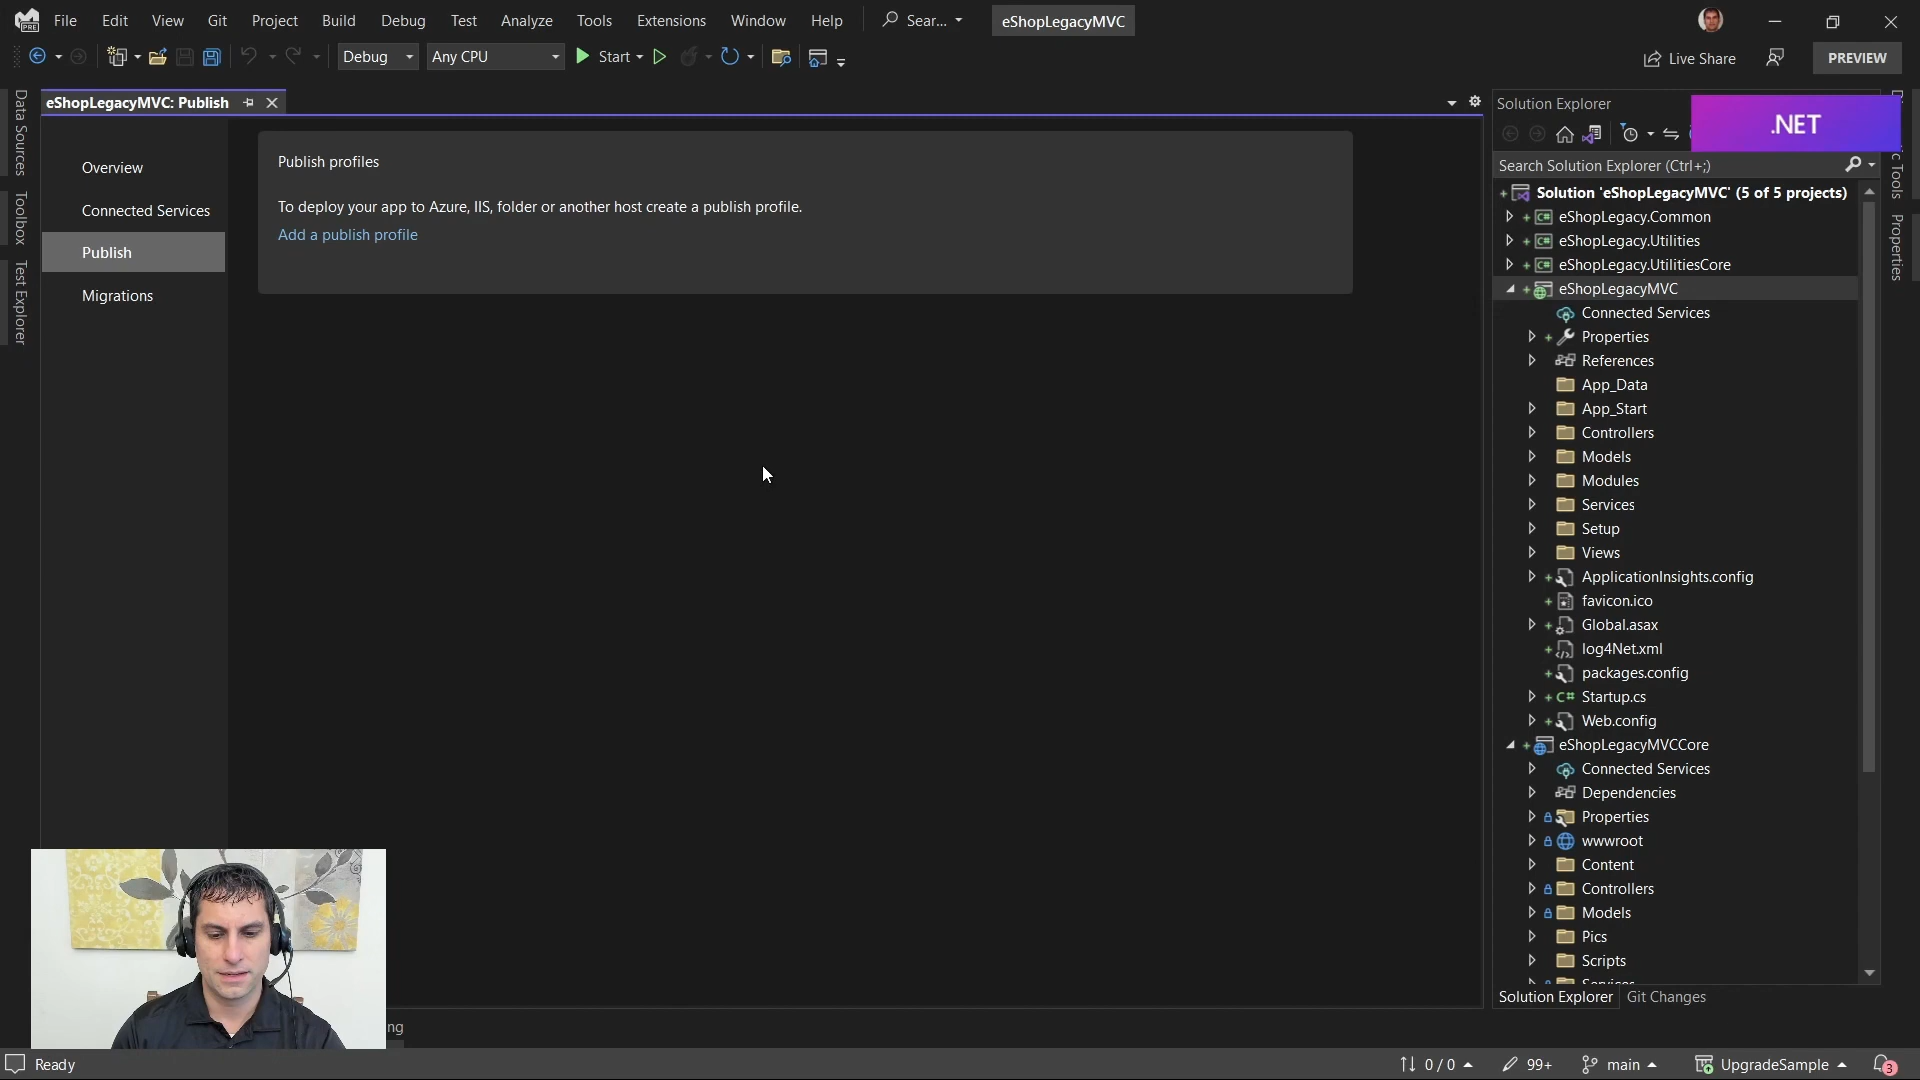 File Edit View Git Project Build Debug Test Analyze Tools Extensions Window Help Sear... eShopLegacyMVC
PRE
Debug Any CPU Start Live Share PREVIEW
Data Sources
Toolbox
Test Explorer
eShopLegacyMVC: Publish
Overview
Connected Services
Publish
Migrations
Publish profiles
To deploy your app to Azure, IIS, folder or another host create a publish profile.
Add a publish profile
Solution Explorer
.NET
Search Solution Explorer (Ctrl+;)
Solution 'eShopLegacyMVC' (5 of 5 projects)
C# eShopLegacy.Common
C# eShopLegacy.Utilities
C# eShopLegacy.UtilitiesCore
eShopLegacyMVC
Connected Services
Properties
References
App_Data
App_Start
Controllers
Models
Modules
Services
Setup
Views
ApplicationInsights.config
favicon.ico
Global.asax
log4Net.xml
packages.config
C# Startup.cs
Web.config
eShopLegacyMVCCore
Connected Services
Dependencies
Properties
wwwroot
Content
Controllers
Models
Pics
Scripts
Services
Solution Explorer Git Changes
c Tools
Properties
ng
Ready 0 / 0 99+ main UpgradeSample 3